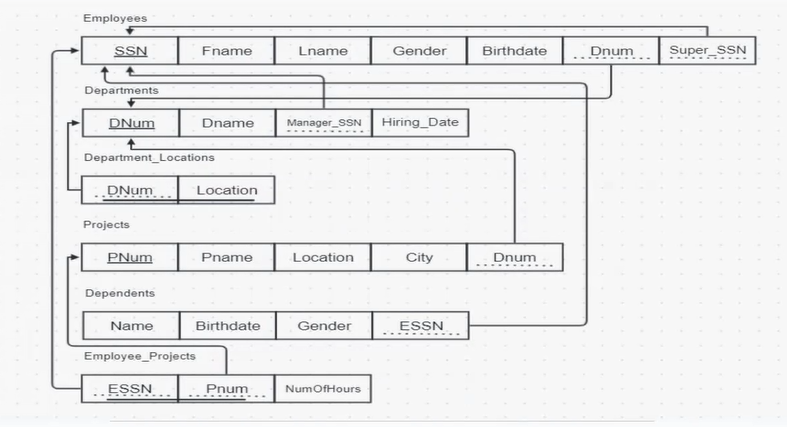 Employees
SSN Fname Lname Gender Birthdate Dnum Super_SSN
Departments
DNum Dname Manager_SSN Hiring_Date
Department_Locations
DNum Location
Projects
PNum Pname Location City Dnum
Dependents
Name Birthdate Gender ESSN
Employee_Projects
ESSN Pnum NumOfHours